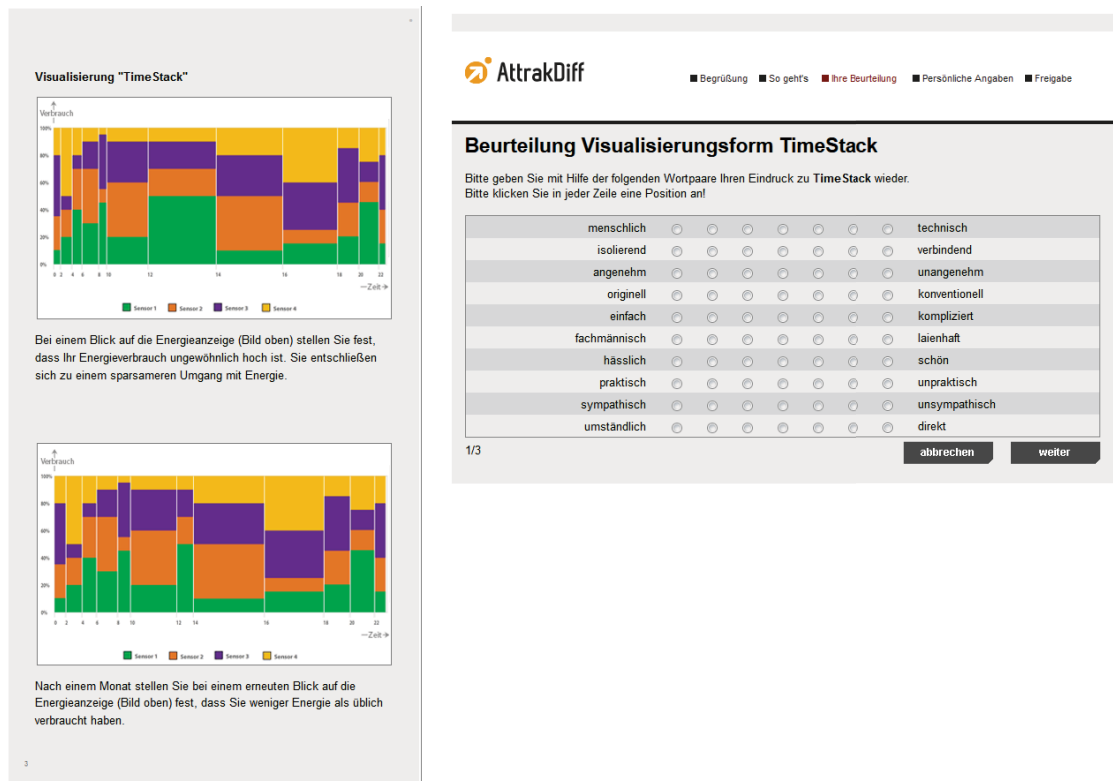 Visualisierung "TimeStack"
Verbrauch
100%
80%
60%
40%
20%
0%
0 2 4 6 8 10 12 14 16 18 20 22
Zeit
Sensor 1 Sensor 2 Sensor 3 Sensor 4
Bei einem Blick auf die Energieanzeige (Bild oben) stellen Sie fest,
dass Ihr Energieverbrauch ungewöhnlich hoch ist. Sie entschließen
sich zu einem sparsameren Umgang mit Energie.
Verbrauch
100%
80%
60%
40%
20%
0%
0 2 4 6 8 10 12 14 16 18 20 22
Zeit
Sensor 1 Sensor 2 Sensor 3 Sensor 4
Nach einem Monat stellen Sie bei einem erneuten Blick auf die
Energieanzeige (Bild oben) fest, dass Sie weniger Energie als üblich
verbraucht haben.
3
AttrakDiff
Begrüßung So geht's Ihre Beurteilung Persönliche Angaben Freigabe
Beurteilung Visualisierungsform TimeStack
Bitte geben Sie mit Hilfe der folgenden Wortpaare Ihren Eindruck zu TimeStack wieder.
Bitte klicken Sie in jeder Zeile eine Position an!
menschlich technisch
isolierend verbindend
angenehm unangenehm
originell konventionell
einfach kompliziert
fachmännisch laienhaft
hässlich schön
praktisch unpraktisch
sympathisch unsympathisch
umständlich direkt
1/3
abbrechen weiter